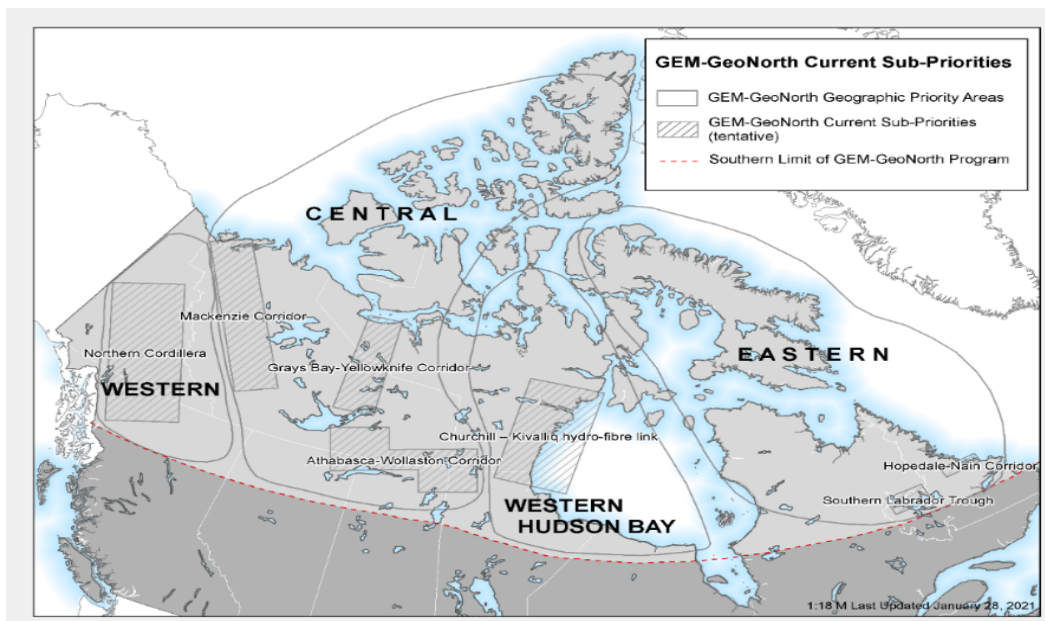 GEM-GeoNorth Current Sub-Priorities
GEM-GeoNorth Geographic Priority Areas
GEM-GeoNorth Current Sub-Priorities
(tentative)
Southern Limit of GEM-GeoNorth Program
CENTRAL
Mackenzie Corridor
Northern Cordillera
EASTERN
Grays Bay-Yellowknife Corridor
WESTERN
Churchill – Kivalliq hydro-fibre link
Athabasca-Wollaston Corridor
Hopedale-Nain Corridor
Southern Labrador Trough
WESTERN
HUDSON BAY
1:18 M Last Updated January 28, 2021